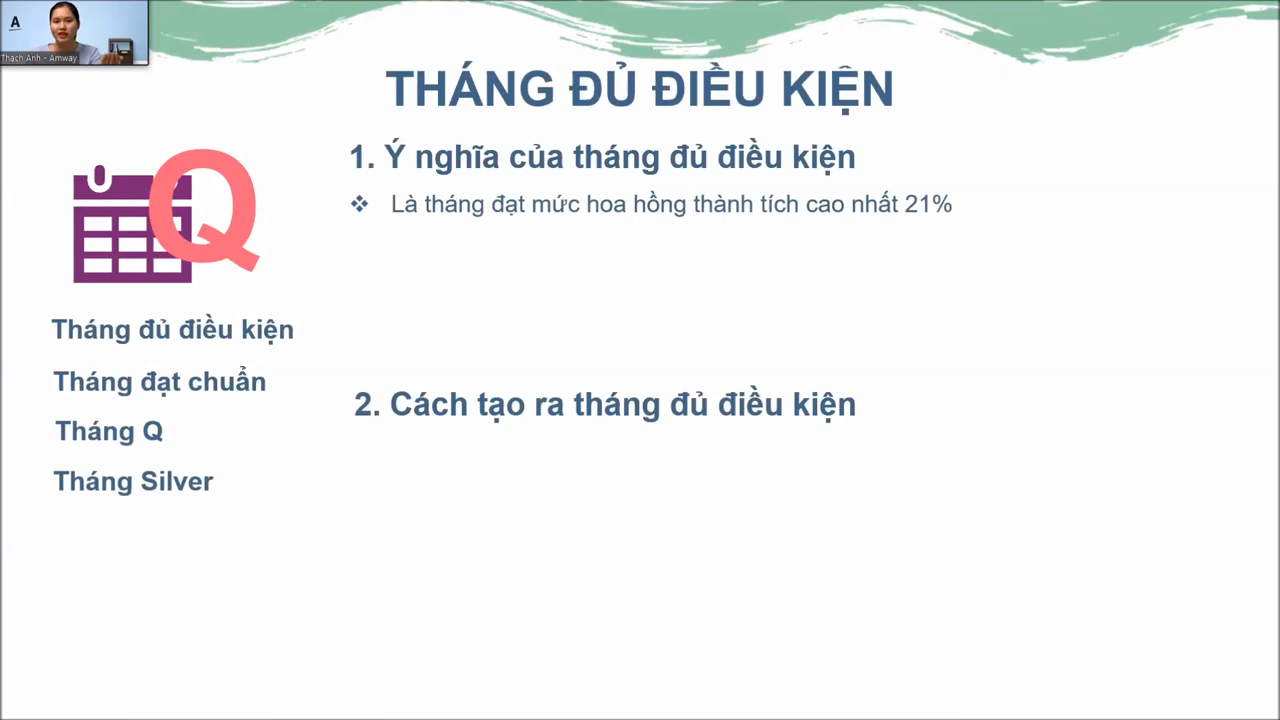 A
Thach Anh - Amway
THÁNG ĐỦ ĐIỀU KIỆN
1. Ý nghĩa của tháng đủ điều kiện
❖ Là tháng đạt mức hoa hồng thành tích cao nhất 21%
Q
Tháng đủ điều kiện
Tháng đạt chuẩn
Tháng Q
Tháng Silver
2. Cách tạo ra tháng đủ điều kiện